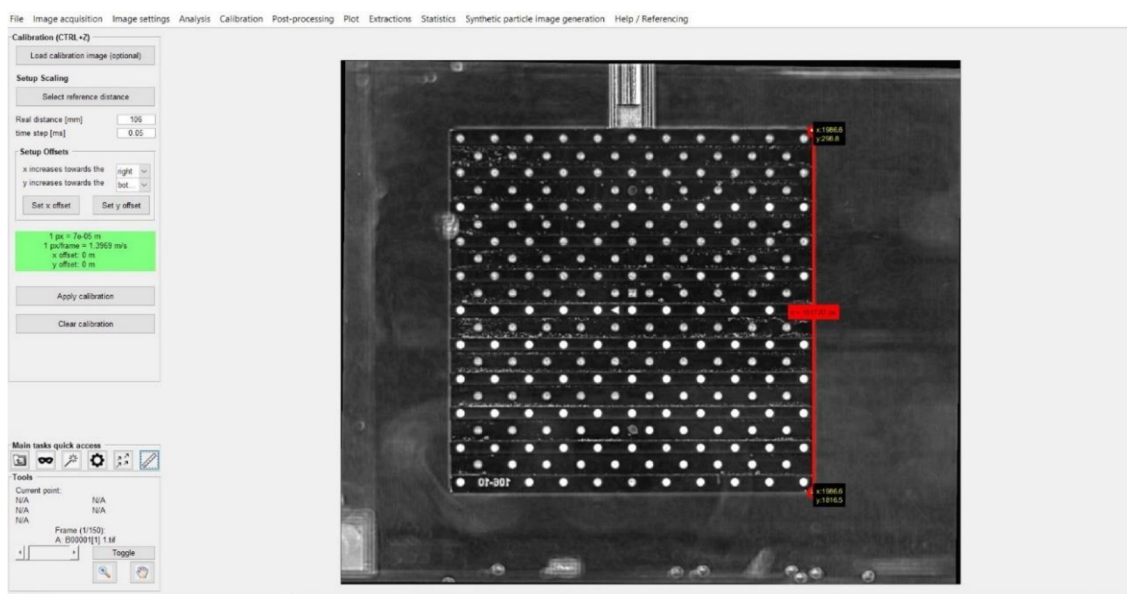 File Image acquisition Image settings Analysis Calibration Post-processing Plot Extractions Statistics Synthetic particle image generation Help / Referencing
Calibration (CTRL+Z)
Load calibration image (optional)
Setup Scaling
Select reference distance
Real distance [mm] 106
time step [ms] 0.05
Setup Offsets
x increases towards the right
y increases towards the bot...
Set x offset Set y offset
1 px = 7e-05 m
1 px/frame = 1.3969 m/s
x offset: 0 m
y offset: 0 m
Apply calibration
Clear calibration
Main tasks quick access
Tools
Current point:
N/A N/A
N/A N/A
N/A
Frame (1/150):
A: B00001[1] 1.tif
Toggle
x:1986.6
y:298.8
x:1986.6
y:1816.5
106-10